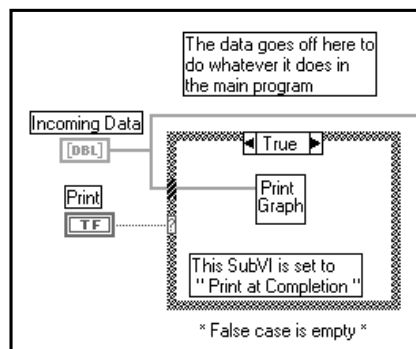 The data goes off here to
do whatever it does in
the main program
Incoming Data
[DBL]
True
Print
Graph
Print
TF
?
This SubVI is set to
" Print at Completion "
* False case is empty *